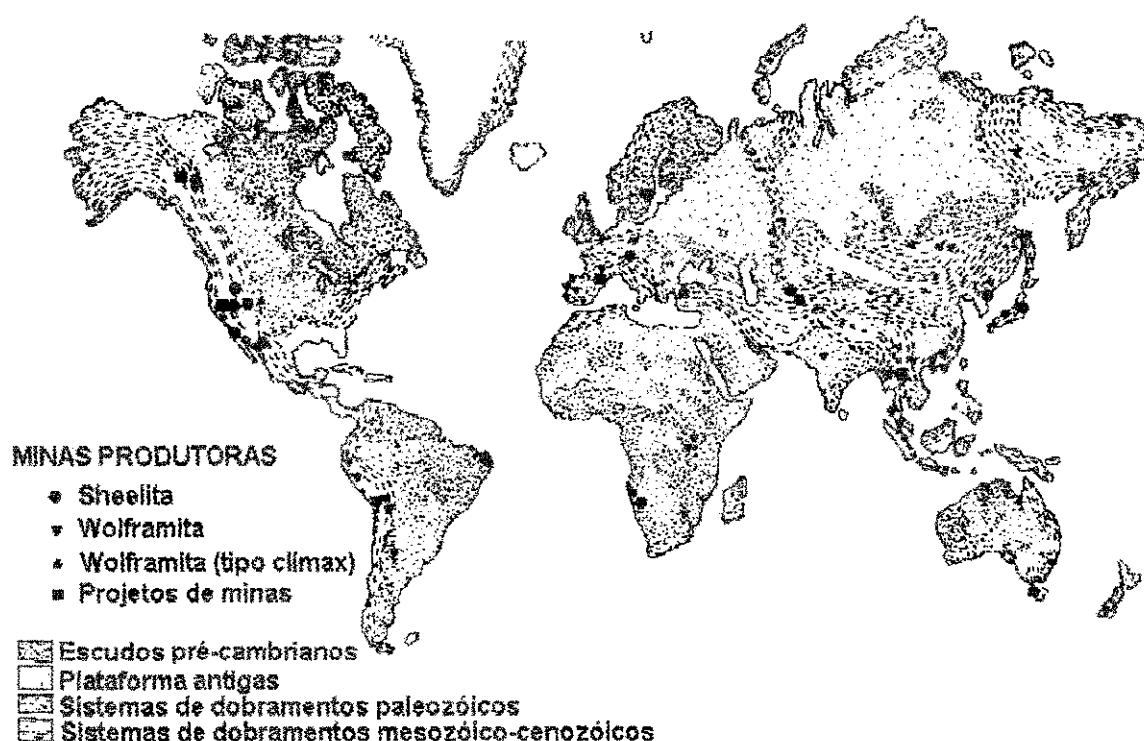 MINAS PRODUTORAS
Sheelita
Wolframita
Wolframita (tipo clímax)
Projetos de minas
Escudos pré-cambrianos
Plataforma antigas
Sistemas de dobramentos paleozóicos
Sistemas de dobramentos mesozóico-cenozóicos